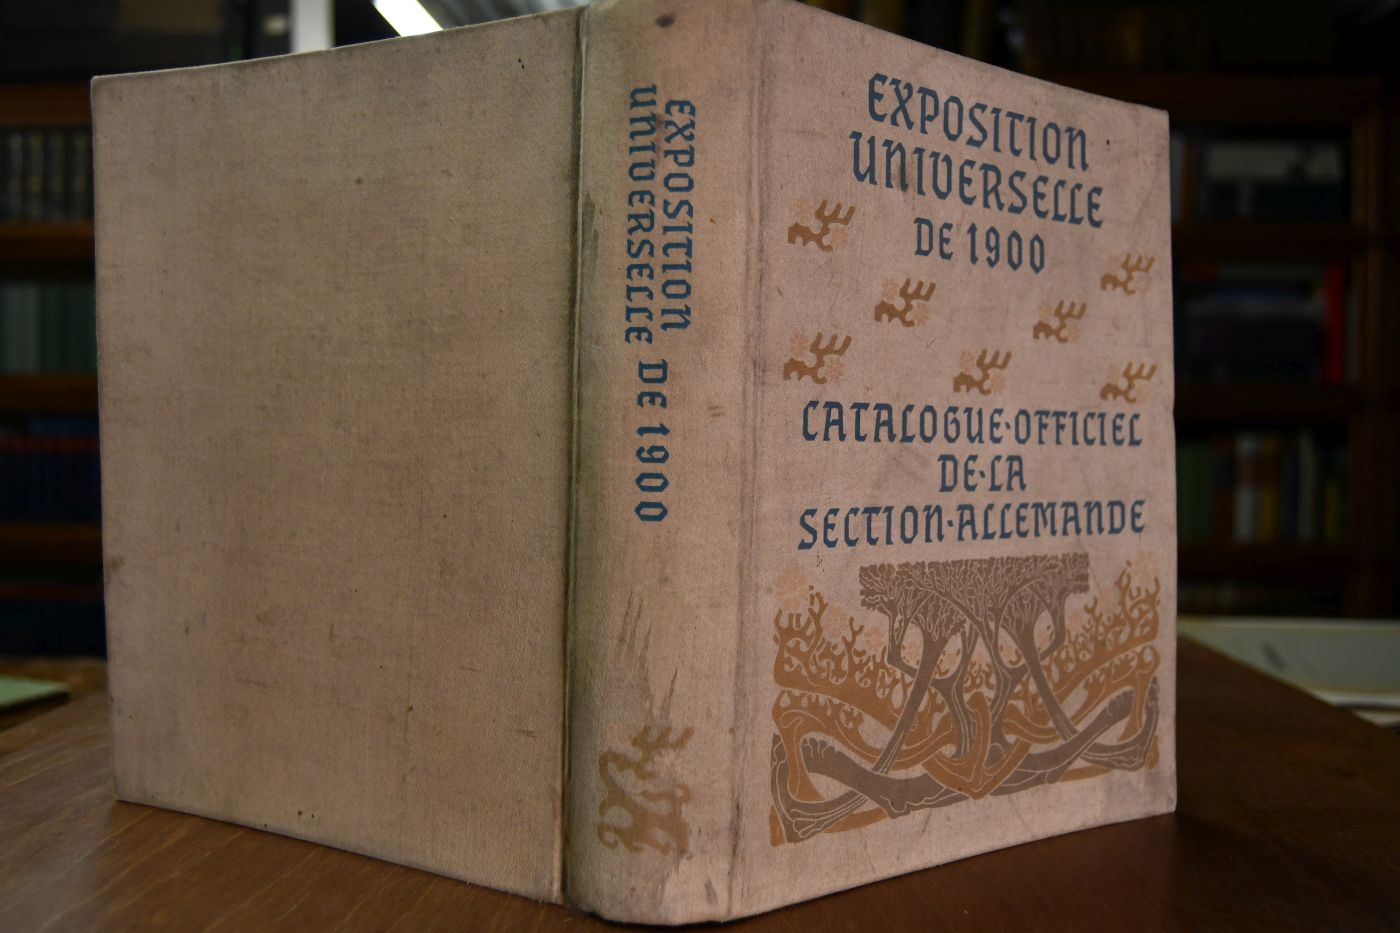 EXPOSITION
UNIVERSELLE DE 1900
EXPOSITION
UNIVERSELLE
DE 1900
CATALOGUE·OFFICIEL
DE·LA
SECTION·ALLEMANDE